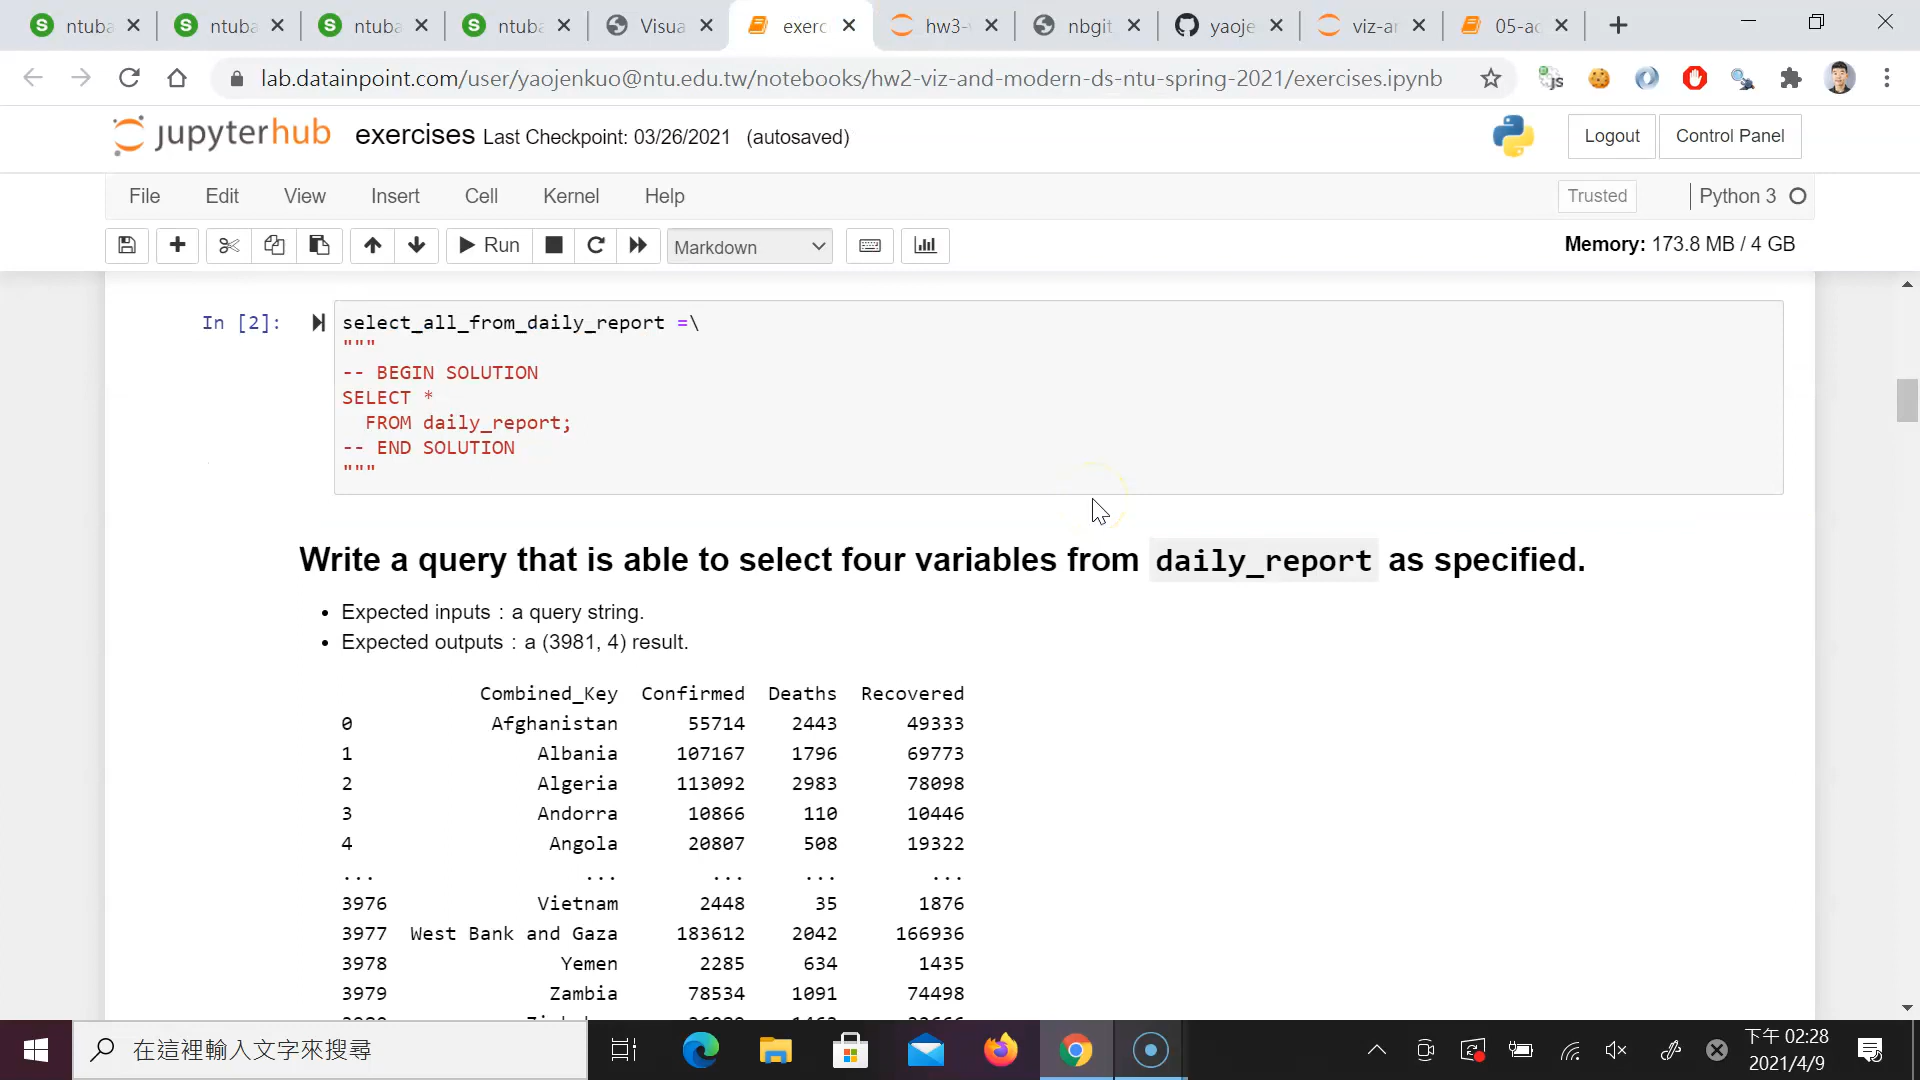 ntuba
ntuba
ntuba
ntuba
Visua
exerc
hw3-
nbgit
yaoje
viz-an
05-ac
lab.datainpoint.com/user/yaojenkuo@ntu.edu.tw/notebooks/hw2-viz-and-modern-ds-ntu-spring-2021/exercises.ipynb
jupyterhub exercises Last Checkpoint: 03/26/2021 (autosaved)
Logout Control Panel
File Edit View Insert Cell Kernel Help
Trusted Python 3
Run Markdown Memory: 173.8 MB / 4 GB
In [2]: select_all_from_daily_report =\
"""
-- BEGIN SOLUTION
SELECT *
FROM daily_report;
-- END SOLUTION
"""
Write a query that is able to select four variables from daily_report as specified.
• Expected inputs：a query string.
• Expected outputs：a (3981, 4) result.
Combined_Key Confirmed Deaths Recovered
0 Afghanistan 55714 2443 49333
1 Albania 107167 1796 69773
2 Algeria 113092 2983 78098
3 Andorra 10866 110 10446
4 Angola 20807 508 19322
... ... ... ... ...
3976 Vietnam 2448 35 1876
3977 West Bank and Gaza 183612 2042 166936
3978 Yemen 2285 634 1435
3979 Zambia 78534 1091 74498
在這裡輸入文字來搜尋
下午 02:28
2021/4/9